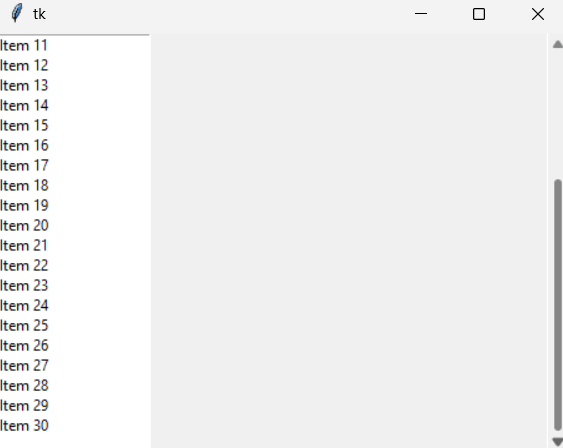 tk
Item 11
Item 12
Item 13
Item 14
Item 15
Item 16
Item 17
Item 18
Item 19
Item 20
Item 21
Item 22
Item 23
Item 24
Item 25
Item 26
Item 27
Item 28
Item 29
Item 30